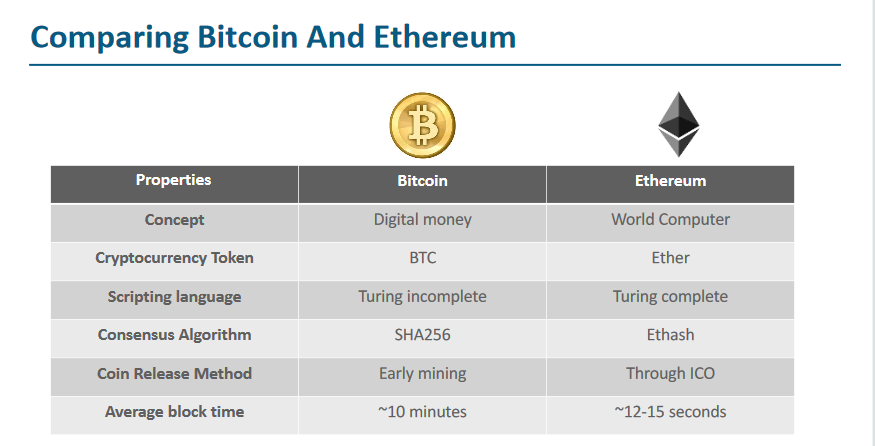 Comparing Bitcoin And Ethereum
Properties Bitcoin Ethereum
Concept Digital money World Computer
Cryptocurrency Token BTC Ether
Scripting language Turing incomplete Turing complete
Consensus Algorithm SHA256 Ethash
Coin Release Method Early mining Through ICO
Average block time ~10 minutes ~12-15 seconds